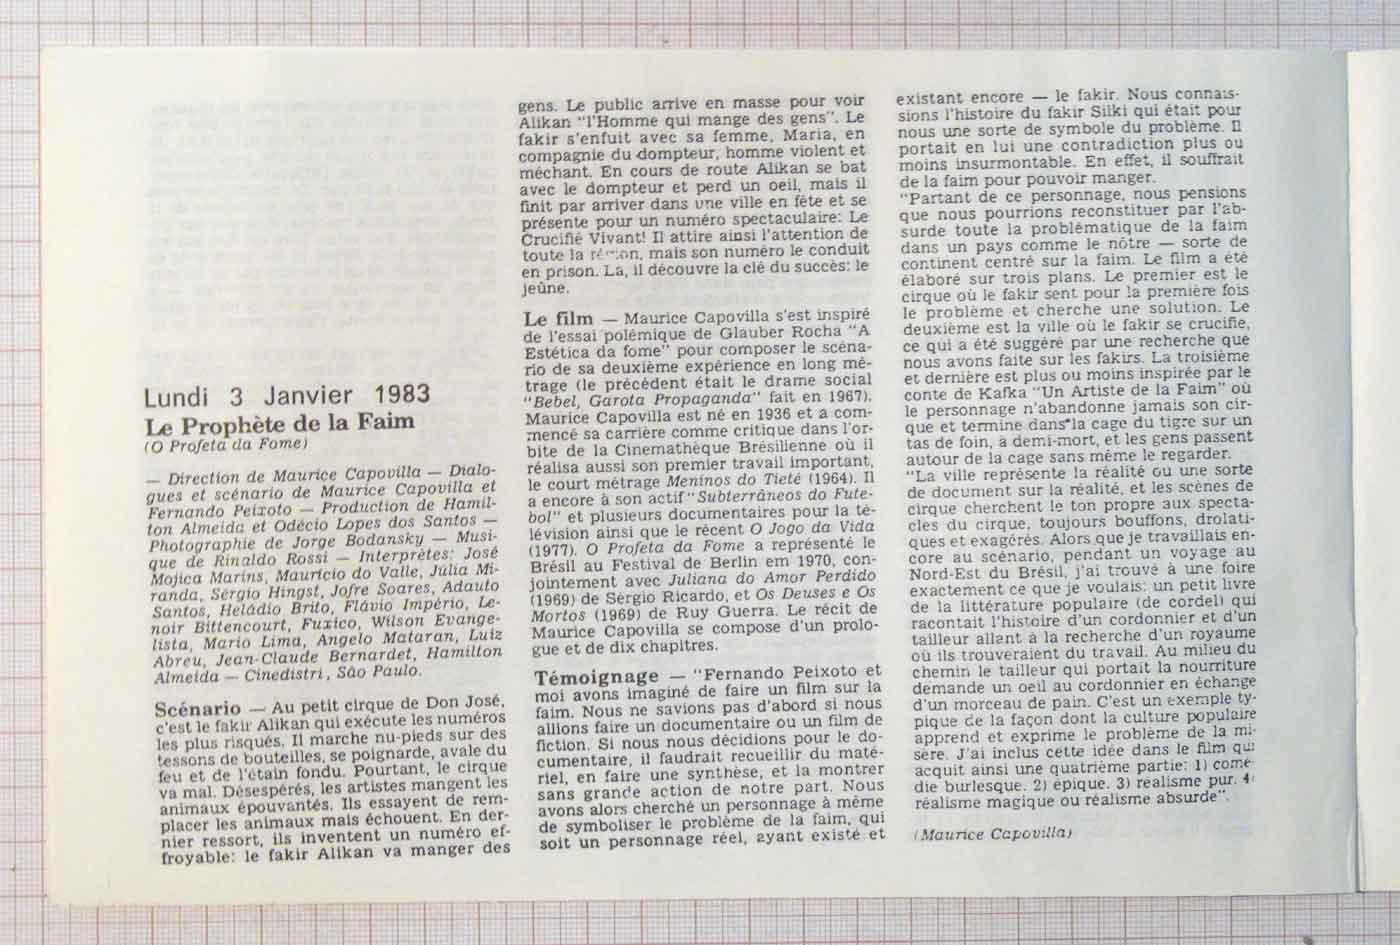 Lundi 3 Janvier 1983
Le Prophète de la Faim
(O Profeta da Fome)
— Direction de Maurice Capovilla — Dialo-
gues et scénario de Maurice Capovilla et
Fernando Peixoto — Production de Hamil-
ton Almeida et Odécio Lopes dos Santos —
Photographie de Jorge Bodansky — Musi-
que de Rinaldo Rossi — Interprètes: José
Mojica Marins, Maurício do Valle, Júlia Mi-
randa, Sérgio Hingst, Jofre Soares, Adauto
Santos, Heládio Brito, Flávio Império, Le-
noir Bittencourt, Fuxico, Wilson Evange-
lista, Mario Lima, Angelo Mataran, Luiz
Abreu, Jean-Claude Bernardet, Hamilton
Almeida — Cinedistri, São Paulo.
Scénario — Au petit cirque de Don José,
c'est le fakir Alikan qui exécute les numéros
les plus risqués. Il marche nu-pieds sur des
tessons de bouteilles, se poignarde, avale du
feu et de l'étain fondu. Pourtant, le cirque
va mal. Désespérés, les artistes mangent les
animaux épouvantés. Ils essayent de rem-
placer les animaux mais échouent. En der-
nier ressort, ils inventent un numéro ef-
froyable: le fakir Alikan va manger des
gens. Le public arrive en masse pour voir
Alikan "l'Homme qui mange des gens". Le
fakir s'enfuit avec sa femme, Maria, en
compagnie du dompteur, homme violent et
méchant. En cours de route Alikan se bat
avec le dompteur et perd un oeil, mais il
finit par arriver dans une ville en fête et se
présente pour un numéro spectaculaire: Le
Crucifié Vivant! Il attire ainsi l'attention de
toute la région, mais son numéro le conduit
en prison. La, il découvre la clé du succès: le
jeûne.
Le film — Maurice Capovilla s'est inspiré
de l'essai polémique de Glauber Rocha "A
Estética da fome" pour composer le scéna-
rio de sa deuxième expérience en long mé-
trage (le précédent était le drame social
"Bebel, Garota Propaganda" fait en 1967).
Maurice Capovilla est né en 1936 et a com-
mencé sa carrière comme critique dans l'or-
bite de la Cinemathèque Brésilienne où il
réalisa aussi son premier travail important,
le court métrage Meninos do Tieté (1964). Il
a encore à son actif "Subterrâneos do Fute-
bol" et plusieurs documentaires pour la té-
lévision ainsi que le récent O Jogo da Vida
(1977). O Profeta da Fome a représenté le
Brésil au Festival de Berlin em 1970, con-
jointement avec Juliana do Amor Perdido
(1969) de Sérgio Ricardo, et Os Deuses e Os
Mortos (1969) de Ruy Guerra. Le récit de
Maurice Capovilla se compose d'un prolo-
gue et de dix chapitres.
Témoignage — "Fernando Peixoto et
moi avons imaginé de faire un film sur la
faim. Nous ne savions pas d'abord si nous
allions faire un documentaire ou un film de
fiction. Si nous nous décidions pour le do-
cumentaire, il faudrait recueillir du maté-
riel, en faire une synthèse, et la montrer
sans grande action de notre part. Nous
avons alors cherché un personnage à même
de symboliser le problème de la faim, qui
soit un personnage réel, ayant existé et
existant encore — le fakir. Nous connais-
sions l'histoire du fakir Silki qui était pour
nous une sorte de symbole du problème. Il
portait en lui une contradiction plus ou
moins insurmontable. En effet, il souffrait
de la faim pour pouvoir manger.
"Partant de ce personnage, nous pensions
que nous pourrions reconstituer par l'ab-
surde toute la problématique de la faim
dans un pays comme le nôtre — sorte de
continent centré sur la faim. Le film a été
élaboré sur trois plans. Le premier est le
cirque où le fakir sent pour la première fois
le problème et cherche une solution. Le
deuxième est la ville où le fakir se crucifie,
ce qui a été suggéré par une recherche que
nous avons faite sur les fakirs. La troisième
et dernière est plus ou moins inspirée par le
conte de Kafka "Un Artiste de la Faim" où
le personnage n'abandonne jamais son cir-
que et termine dans la cage du tigre sur un
tas de foin, à demi-mort, et les gens passent
autour de la cage sans même le regarder.
"La ville représente la réalité ou une sorte
de document sur la réalité, et les scènes de
cirque cherchent le ton propre aux specta-
cles du cirque, toujours bouffons, drolati-
ques et exagérés. Alors que je travaillais en-
core au scénario, pendant un voyage au
Nord-Est du Brésil, j'ai trouvé à une foire
exactement ce que je voulais: un petit livre
de la littérature populaire (de cordel) qui
racontait l'histoire d'un cordonnier et d'un
tailleur allant à la recherche d'un royaume
où ils trouveraient du travail. Au milieu du
chemin le tailleur qui portait la nourriture
demande un oeil au cordonnier en échange
d'un morceau de pain. C'est un exemple ty-
pique de la façon dont la culture populaire
apprend et exprime le problème de la mi-
sère. J'ai inclus cette idée dans le film qui
acquit ainsi une quatrième partie: 1) comé-
die burlesque. 2) épique. 3) réalisme pur. 4)
réalisme magique ou réalisme absurde".
(Maurice Capovilla)